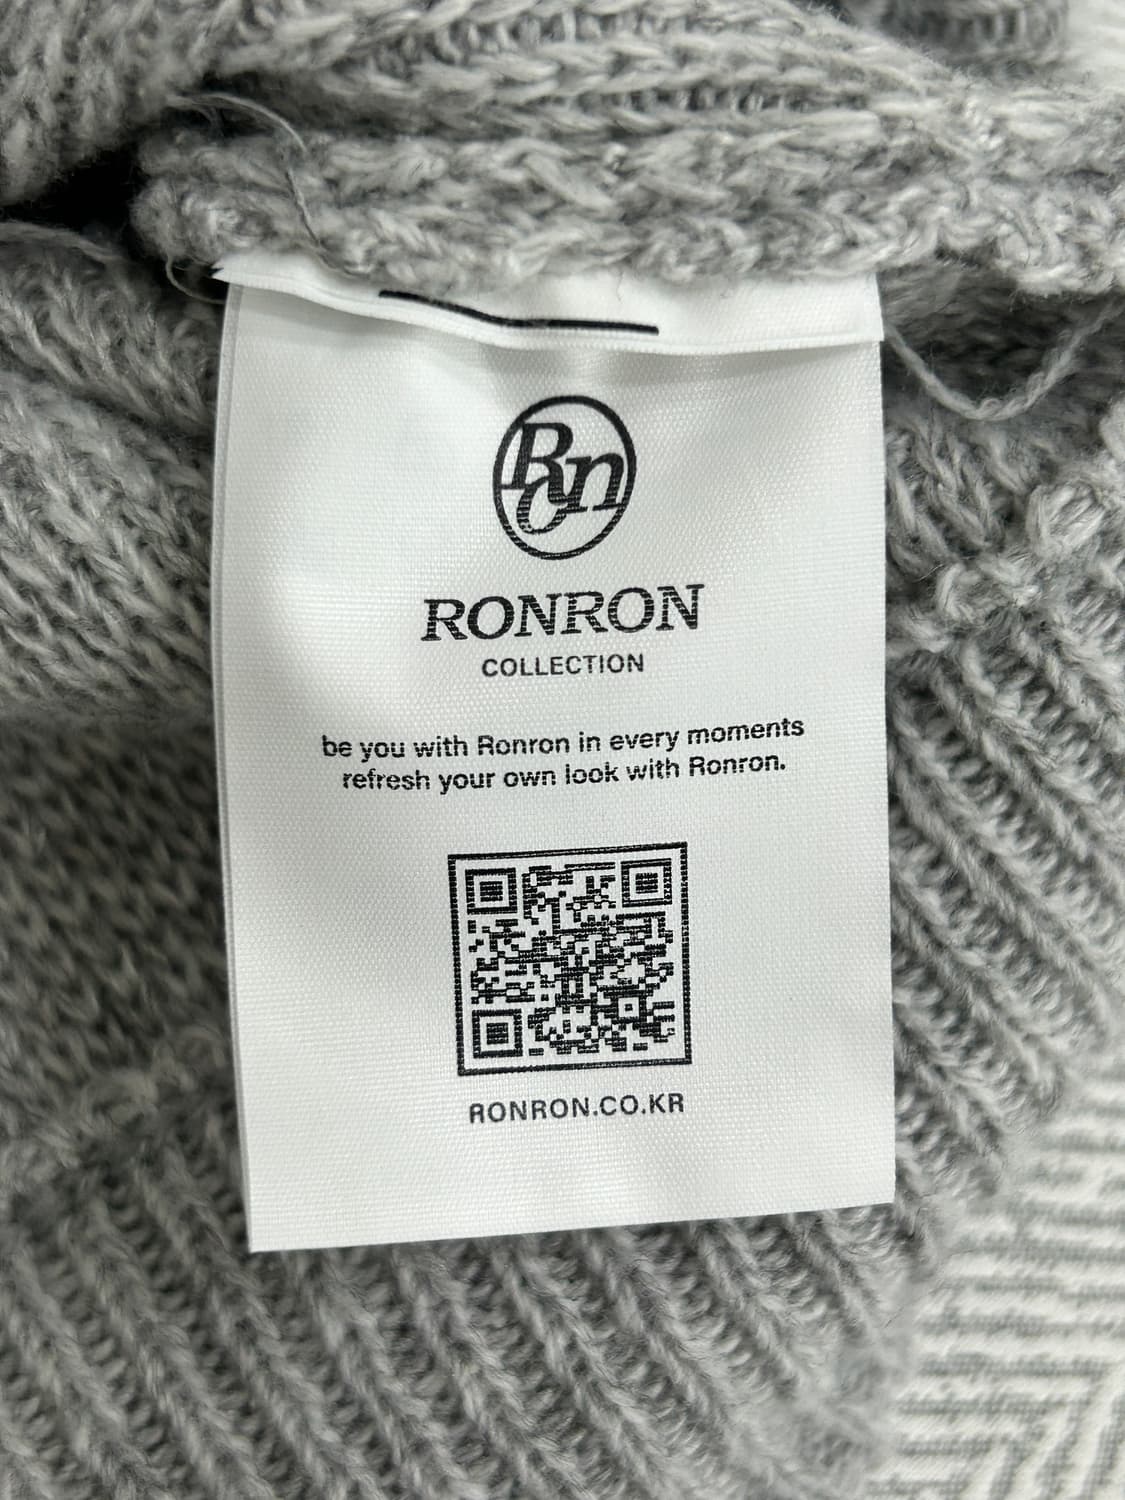 Ron
RONRON
COLLECTION
be you with Ronron in every moments
refresh your own look with Ronron.
RONRON.CO.KR